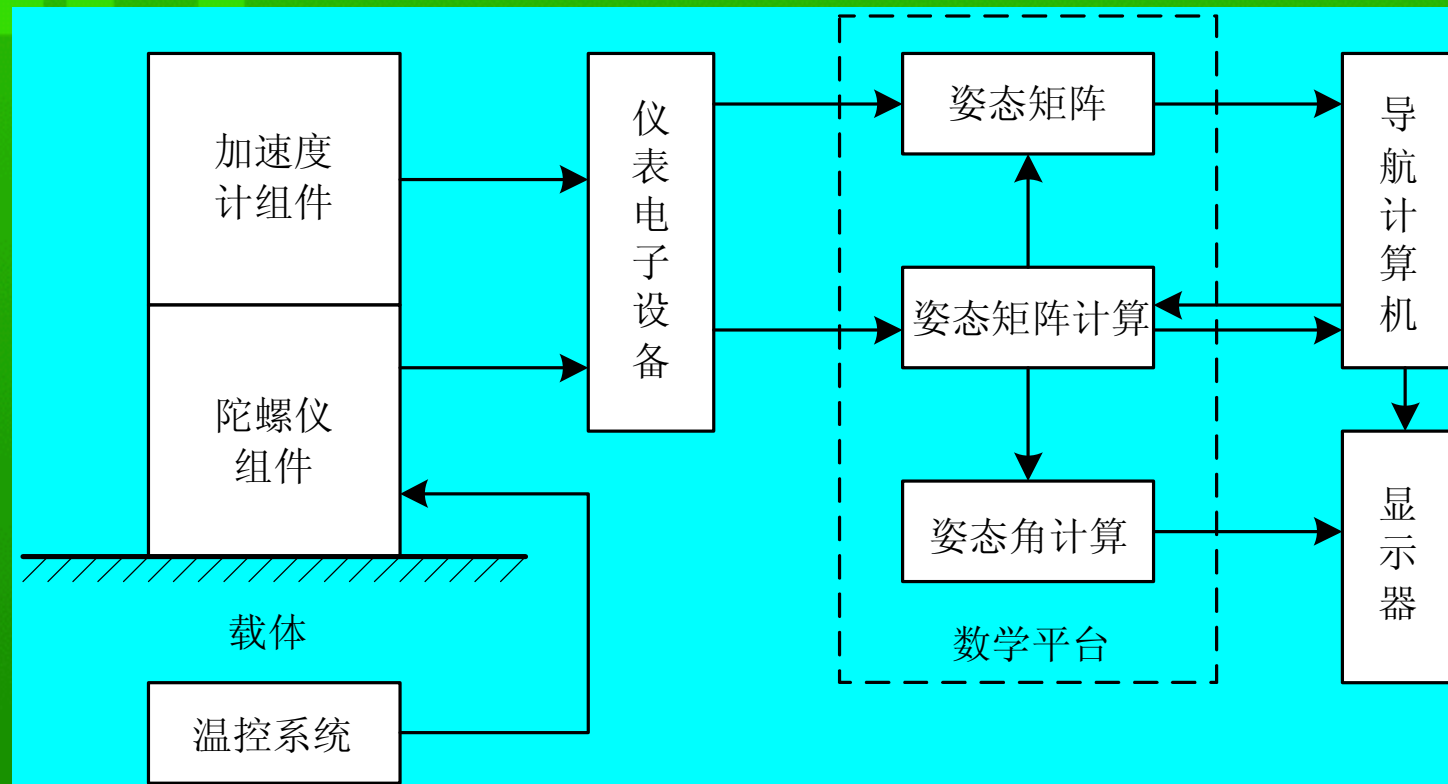 加速度
计组件
陀螺仪
组件
载体
温控系统
仪表电子设备
姿态矩阵
姿态矩阵计算
姿态角计算
数学平台
导航计算机
显示器